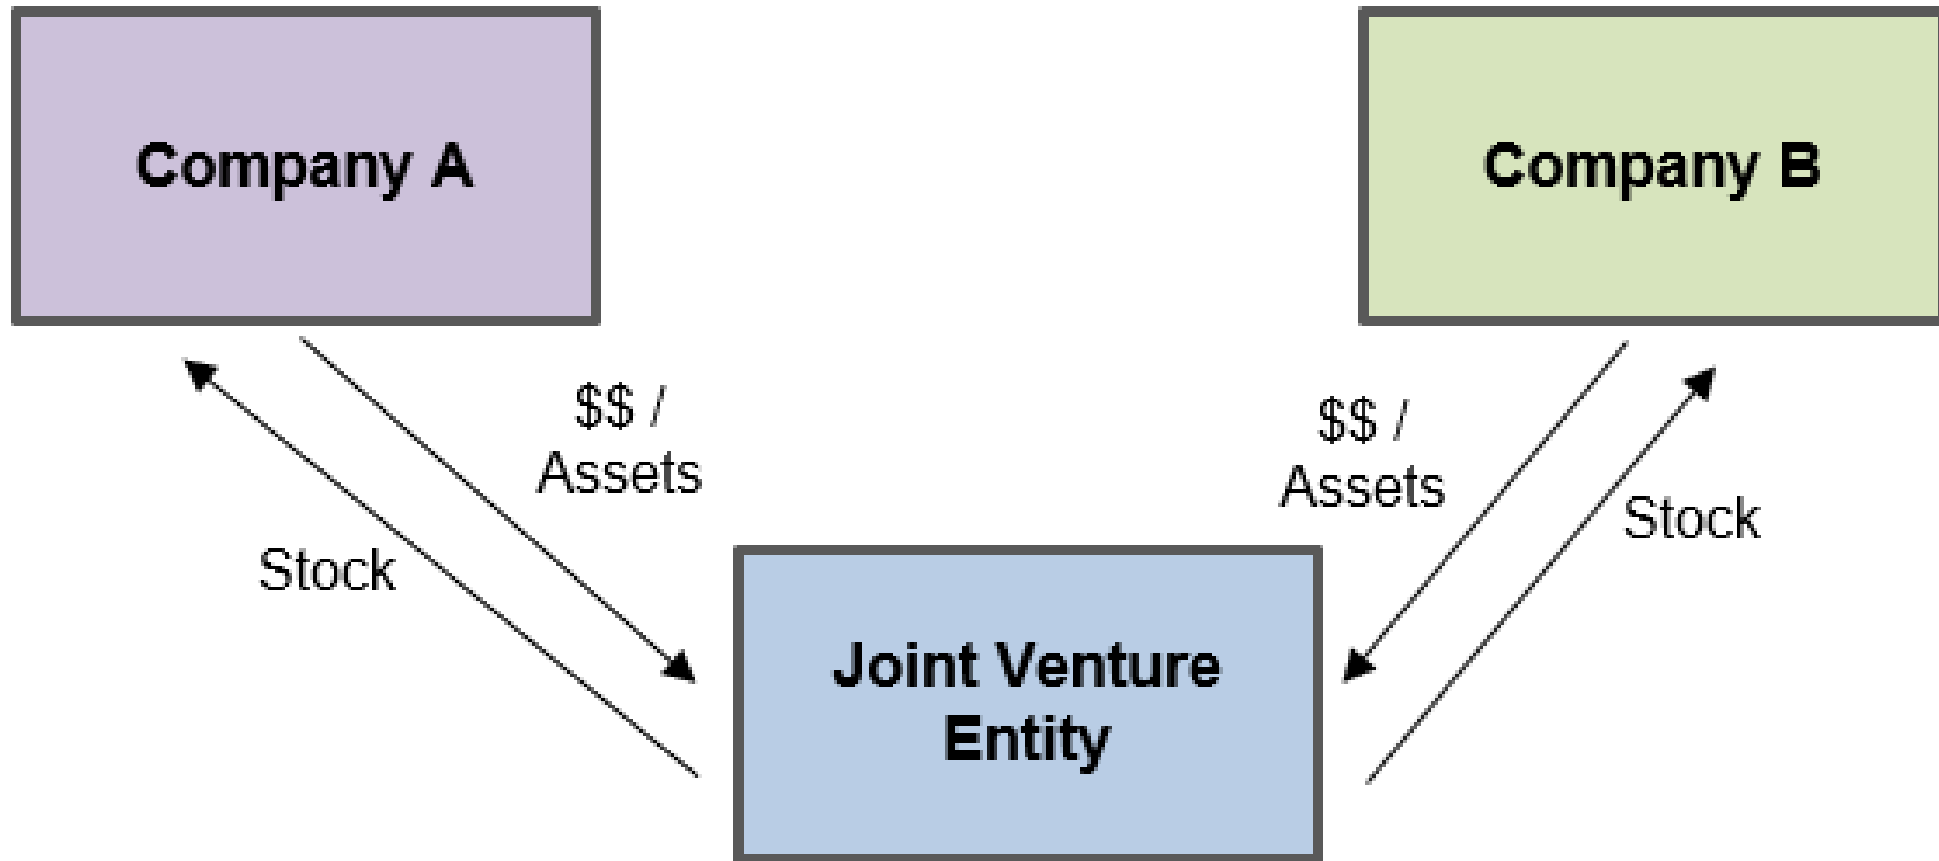 Company A
Company B
$$ /
Assets
Stock
$$ /
Assets
Stock
Joint Venture
Entity